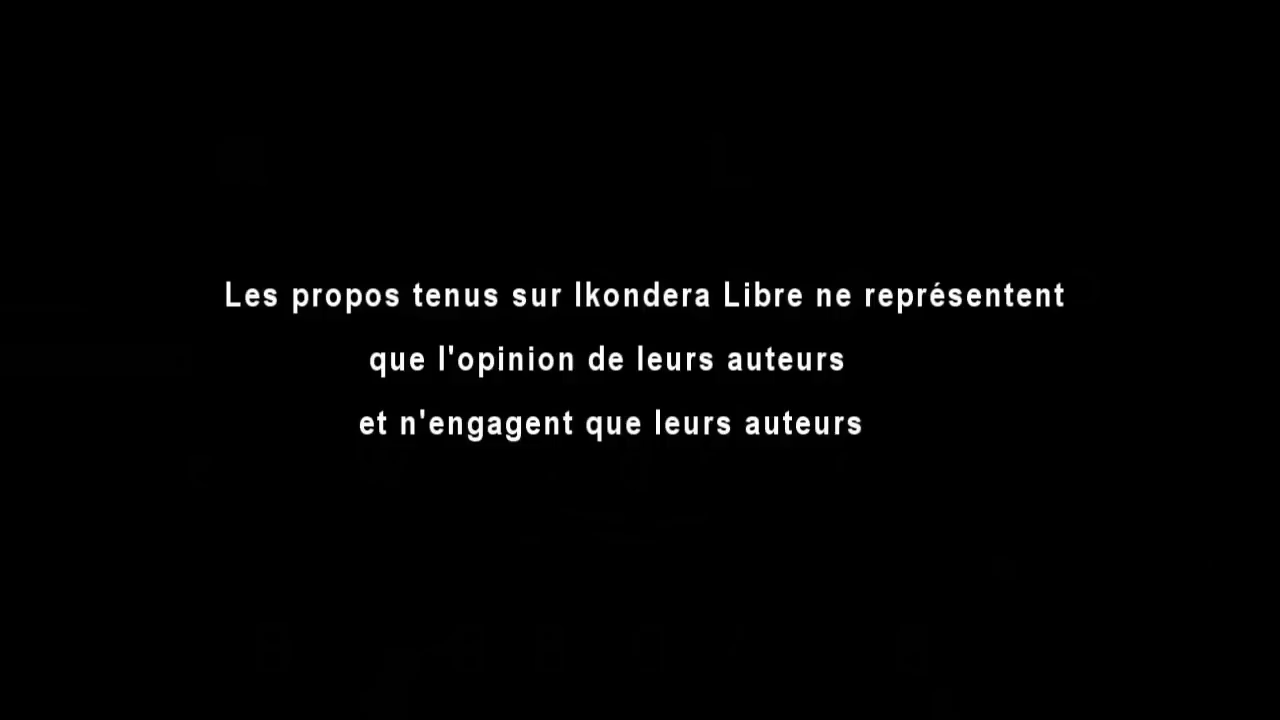 Les propos tenus sur Ikondera Libre ne représentent
que l'opinion de leurs auteurs
et n'engagent que leurs auteurs